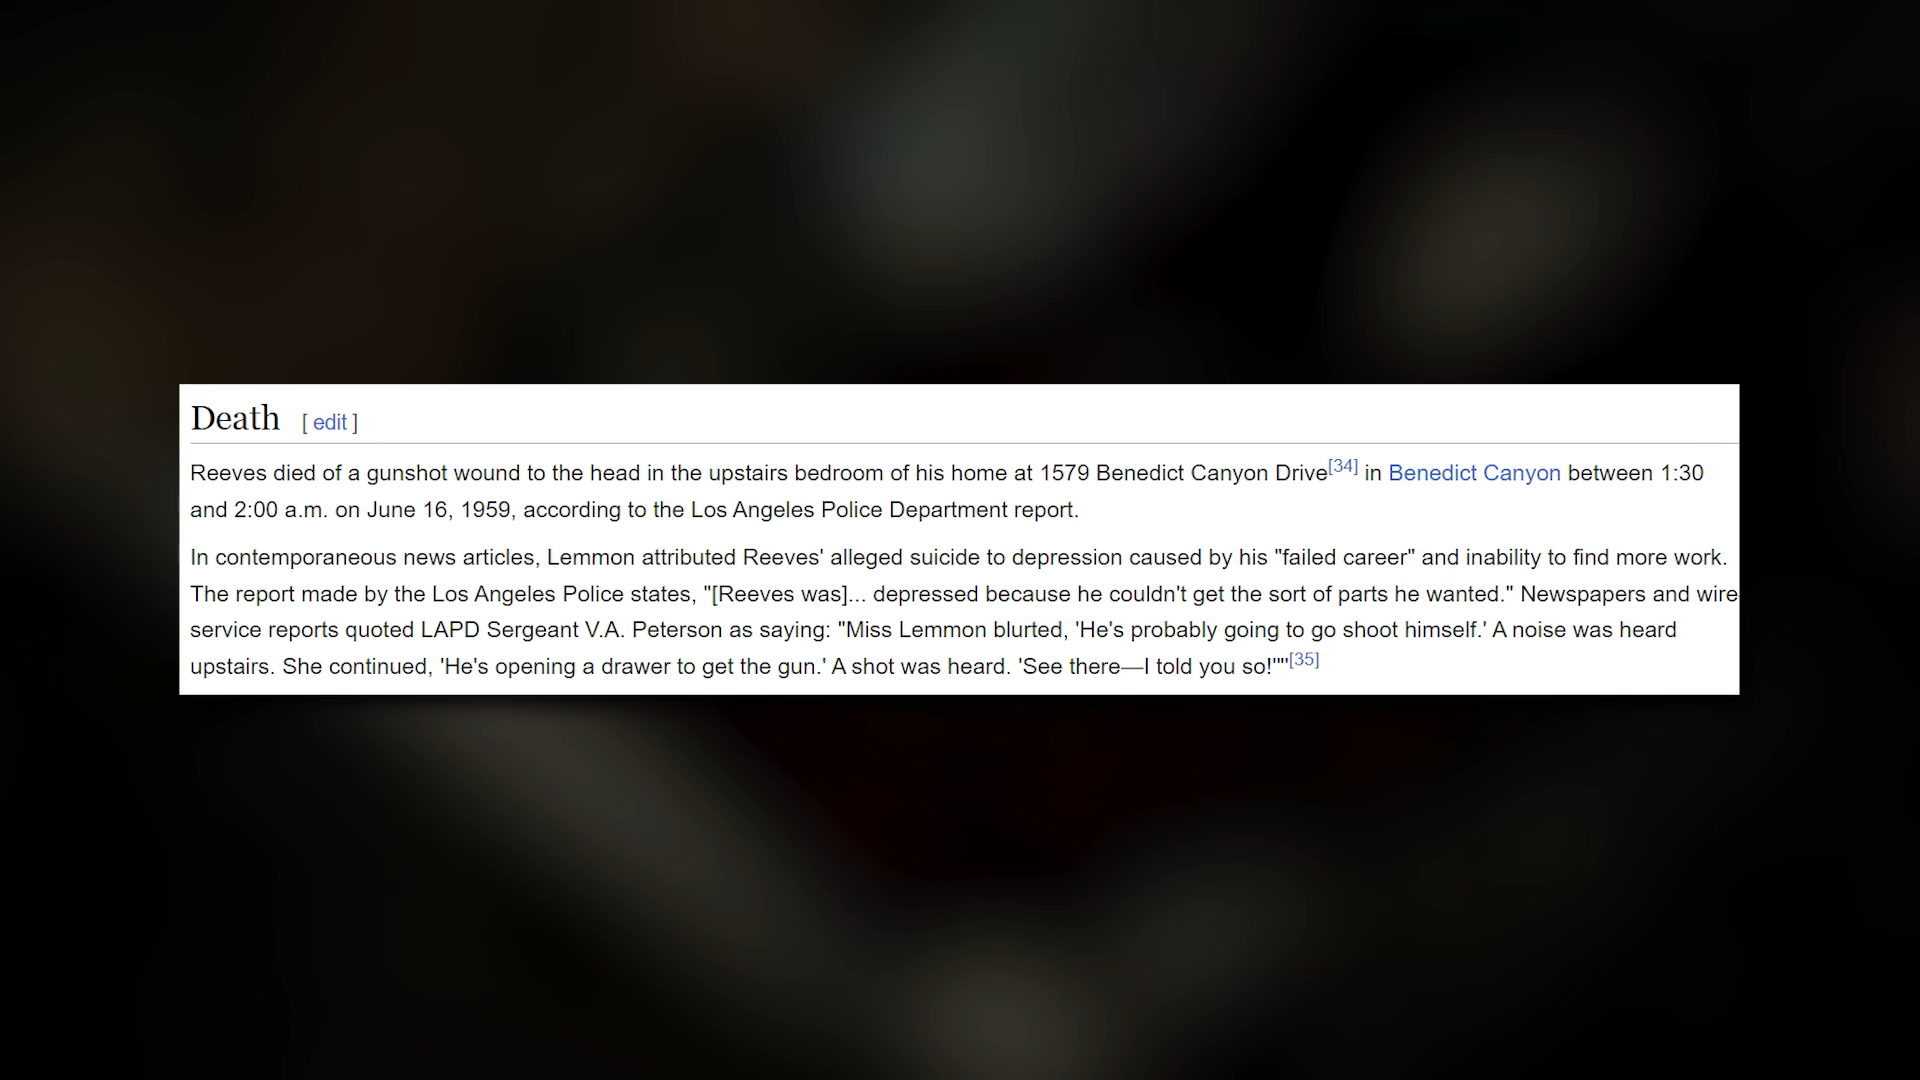 Death [ edit ]
Reeves died of a gunshot wound to the head in the upstairs bedroom of his home at 1579 Benedict Canyon Drive[34] in Benedict Canyon between 1:30
and 2:00 a.m. on June 16, 1959, according to the Los Angeles Police Department report.
In contemporaneous news articles, Lemmon attributed Reeves' alleged suicide to depression caused by his "failed career" and inability to find more work.
The report made by the Los Angeles Police states, "[Reeves was]... depressed because he couldn't get the sort of parts he wanted." Newspapers and wire
service reports quoted LAPD Sergeant V.A. Peterson as saying: "Miss Lemmon blurted, 'He's probably going to go shoot himself.' A noise was heard
upstairs. She continued, 'He's opening a drawer to get the gun.' A shot was heard. 'See there—I told you so!'""[35]